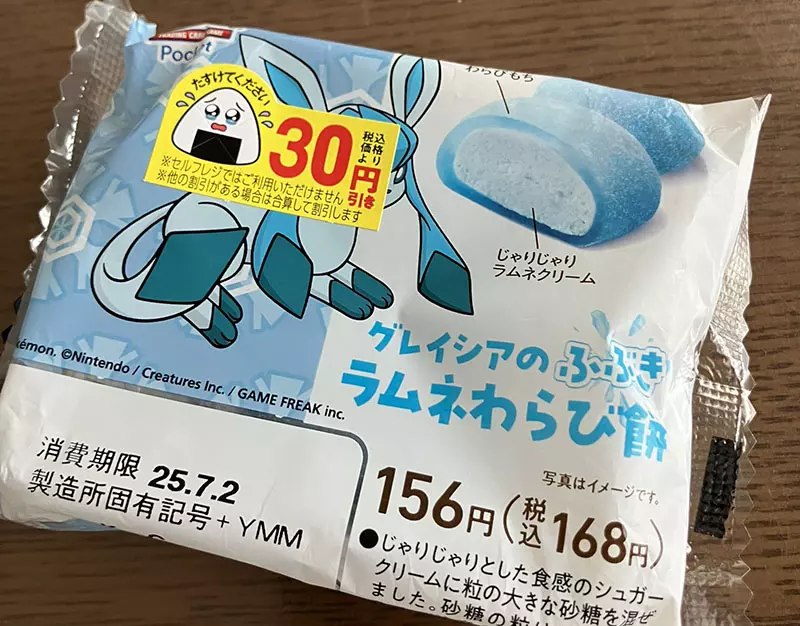 TRADING CARD GAME
Pocket
たすけてください
30円引き
税込価格より
※セルフレジではご利用いただけません
※他の割引がある場合は合算して割引します
わらびもち
じゃりじゃり
ラムネクリーム
グレイシアのふぶき
ラムネわらび餅
kémon. ©Nintendo / Creatures Inc. / GAME FREAK inc.
写真はイメージです。
消費期限 25.7.2
製造所固有記号+YMM
156円(税込168円)
●じゃりじゃりとした食感のシュガー
クリームに粒の大きな砂糖を混ぜ
ました。砂糖の粒